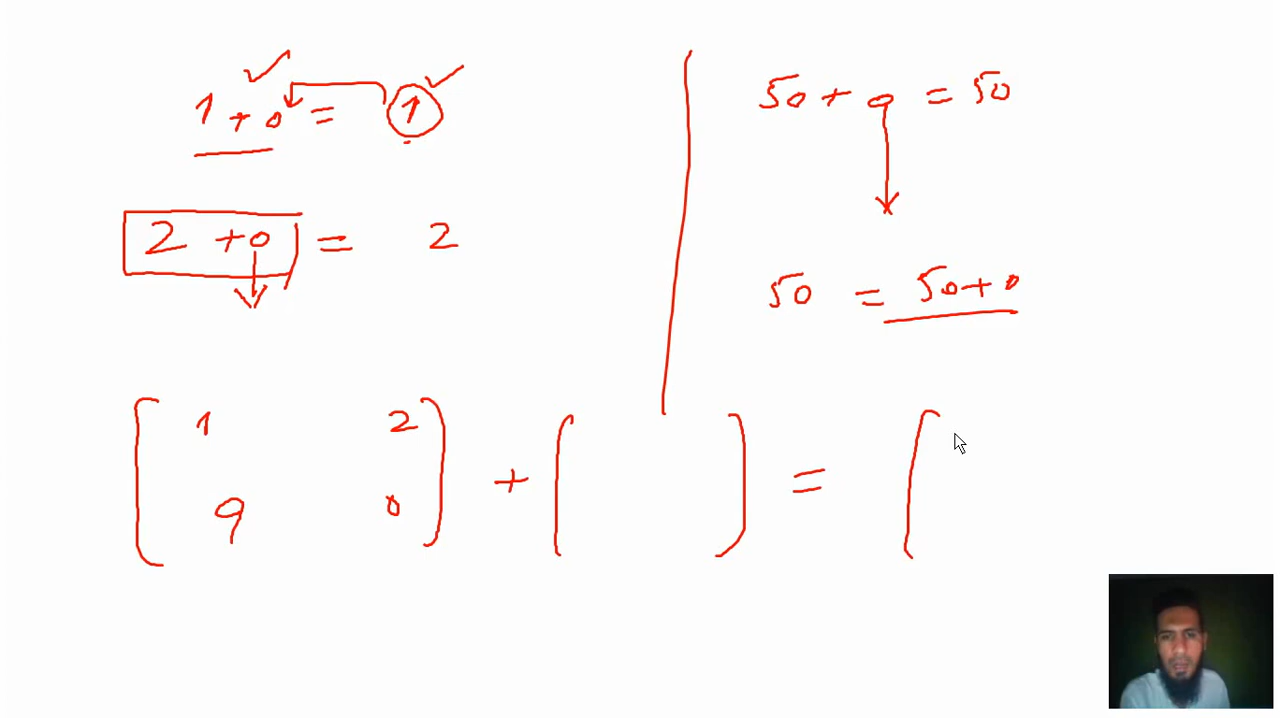 1 + 0 = 1
2 + 0 = 2
50 + 0 = 50
50 = 50 + 0
[ 1 2
9 0 ] + [ ] = [